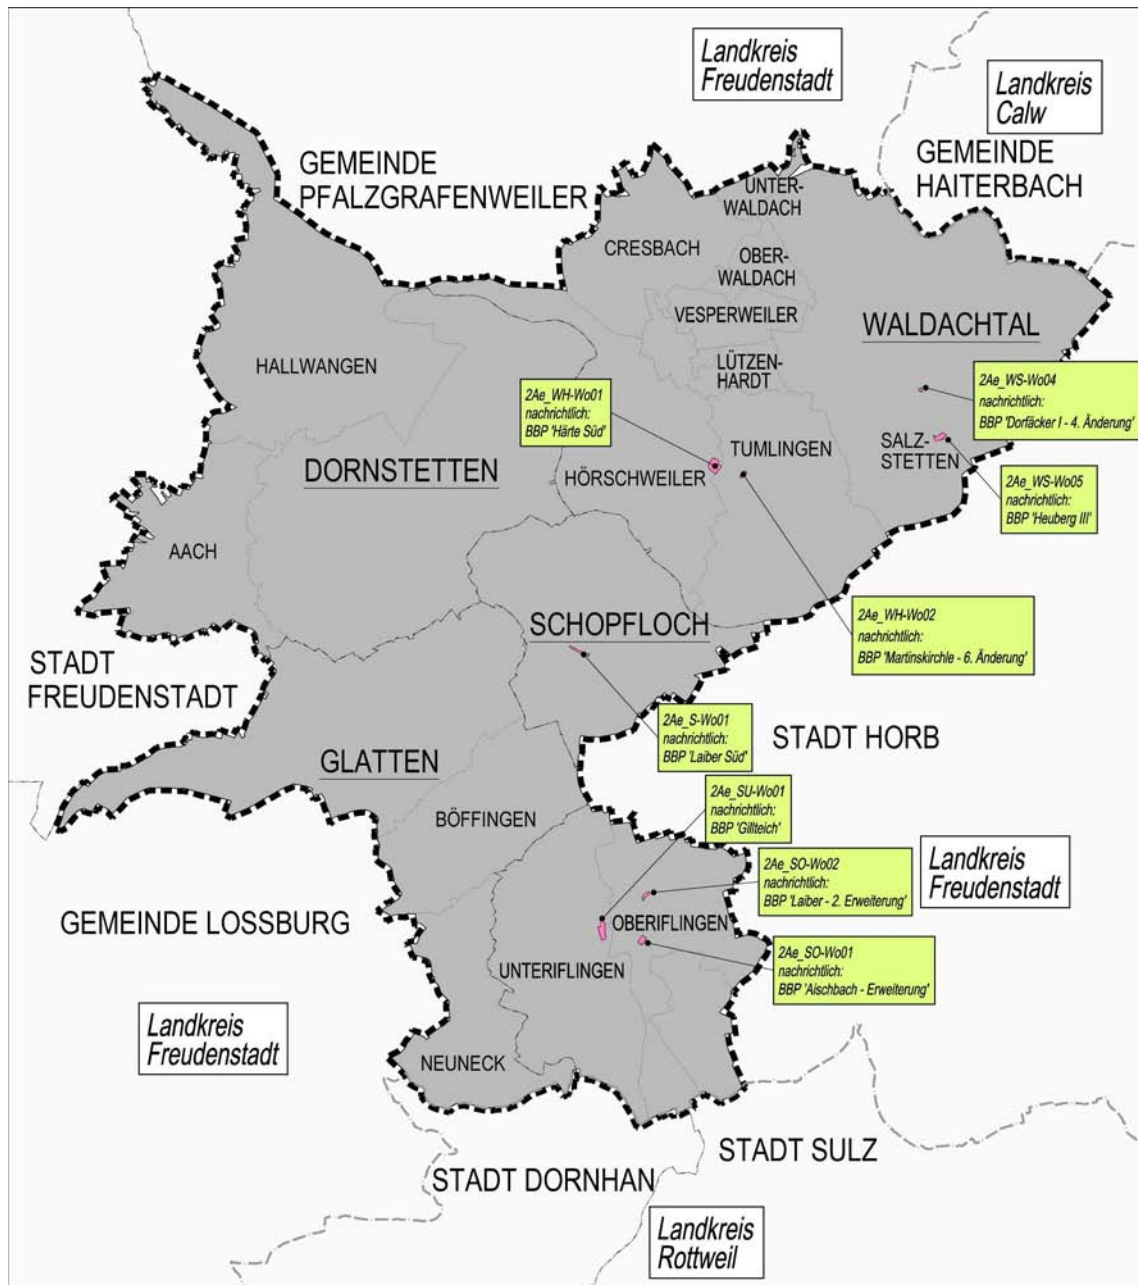 Landkreis
Freudenstadt
Landkreis
Calw
GEMEINDE
PFALZGRAFENWEILER
GEMEINDE
HAITERBACH
UNTER-
WALDACH
CRESBACH
OBER-
WALDACH
VESPERWEILER
WALDACHTAL
HALLWANGEN
LÜTZEN-
HARDT
2Ae_WH-Wo01
nachrichtlich:
BBP 'Härte Süd'
2Ae_WS-Wo04
nachrichtlich:
BBP 'Dorfäcker I - 4. Änderung'
DORNSTETTEN
HÖRSCHWEILER
TUMLINGEN
SALZ-
STETTEN
2Ae_WS-Wo05
nachrichtlich:
BBP 'Heuberg III'
AACH
SCHOPFLOCH
2Ae_WH-Wo02
nachrichtlich:
BBP 'Martinskirchle - 6. Änderung'
STADT
FREUDENSTADT
2Ae_S-Wo01
nachrichtlich:
BBP 'Laiber Süd'
STADT HORB
GLATTEN
2Ae_SU-Wo01
nachrichtlich:
BBP 'Gillteich'
BÖFFINGEN
2Ae_SO-Wo02
nachrichtlich:
BBP 'Laiber - 2. Erweiterung'
Landkreis
Freudenstadt
GEMEINDE LOSSBURG
OBERIFLINGEN
UNTERIFLINGEN
2Ae_SO-Wo01
nachrichtlich:
BBP 'Aischbach - Erweiterung'
Landkreis
Freudenstadt
NEUNECK
STADT SULZ
STADT DORNHAN
Landkreis
Rottweil